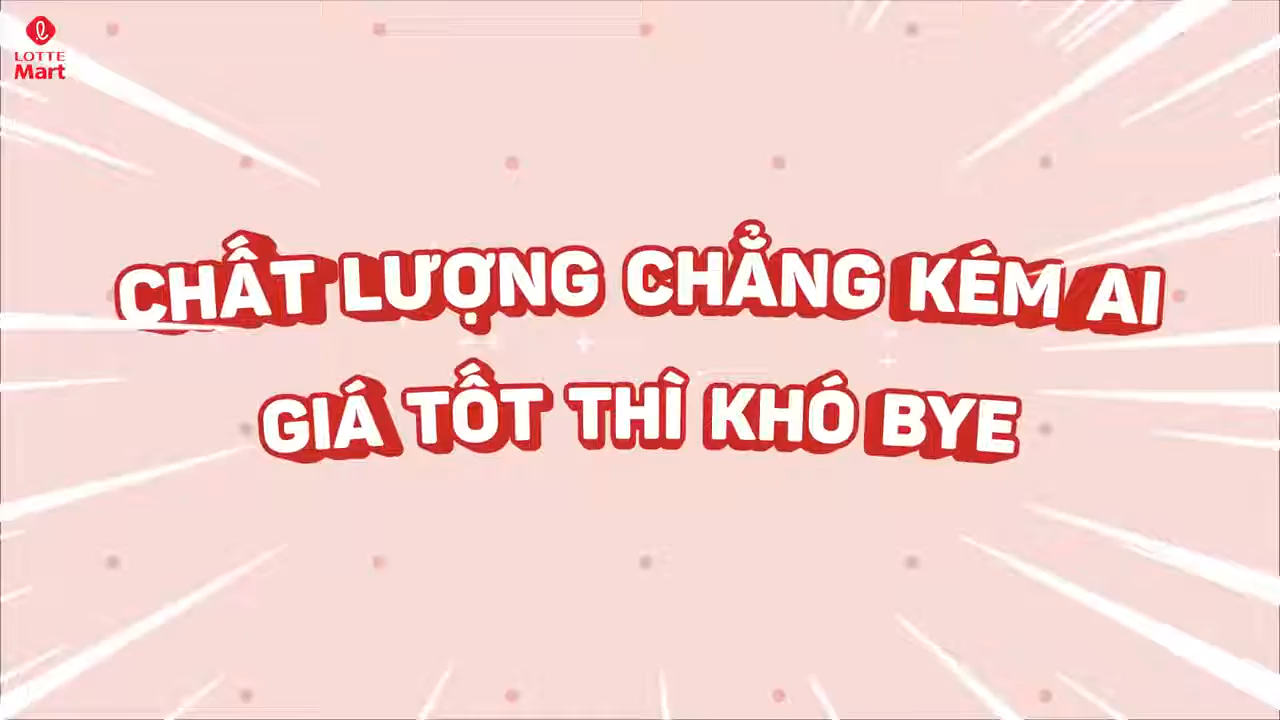 LOTTE
Mart
CHẤT LƯỢNG CHẲNG KÉM AI
GIÁ TỐT THÌ KHÓ BYE